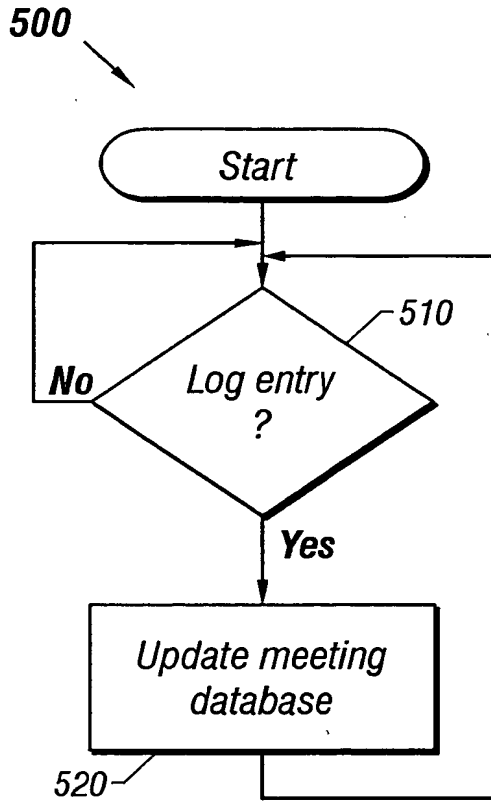 500
Start
510
Log entry
?
No
Yes
Update meeting
database
520